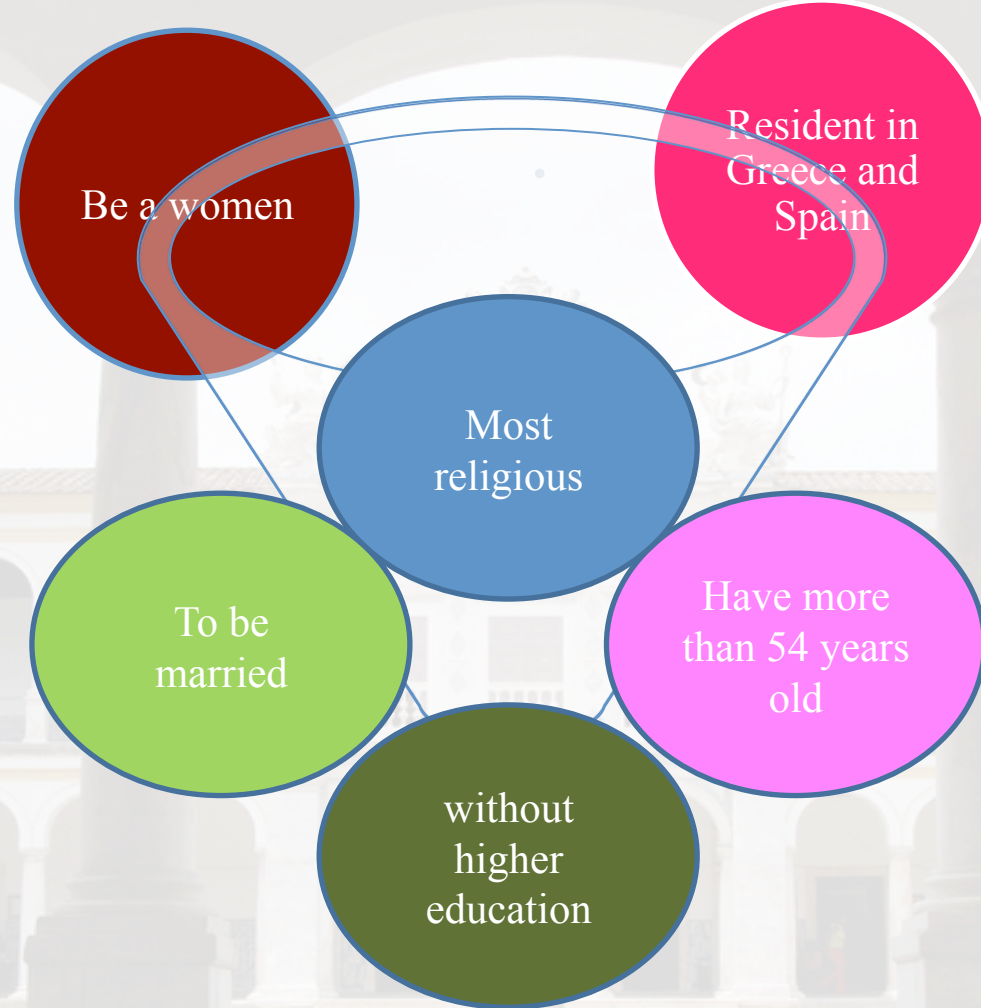 Be a women
Resident in
Greece and
Spain
Most
religious
To be
married
Have more
than 54 years
old
without
higher
education